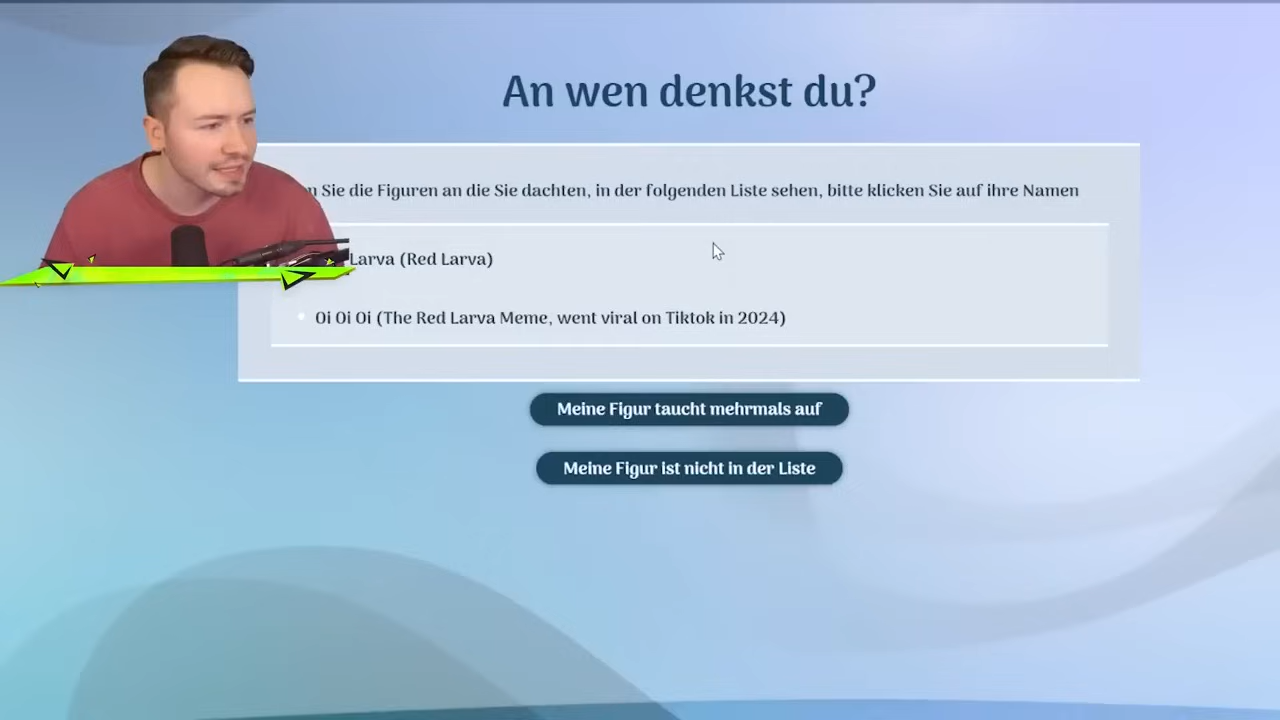 An wen denkst du?
Sie die Figuren an die Sie dachten, in der folgenden Liste sehen, bitte klicken Sie auf ihre Namen
Larva (Red Larva)
Oi Oi Oi (The Red Larva Meme, went viral on Tiktok in 2024)
Meine Figur taucht mehrmals auf
Meine Figur ist nicht in der Liste